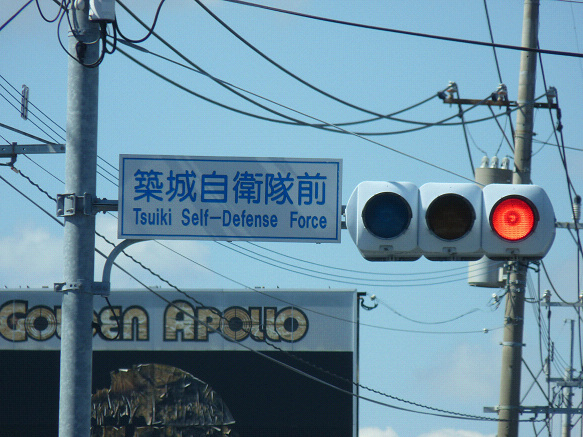 築城自衛隊前
Tsuiki Self-Defense Force
GOLDEN APOLLO